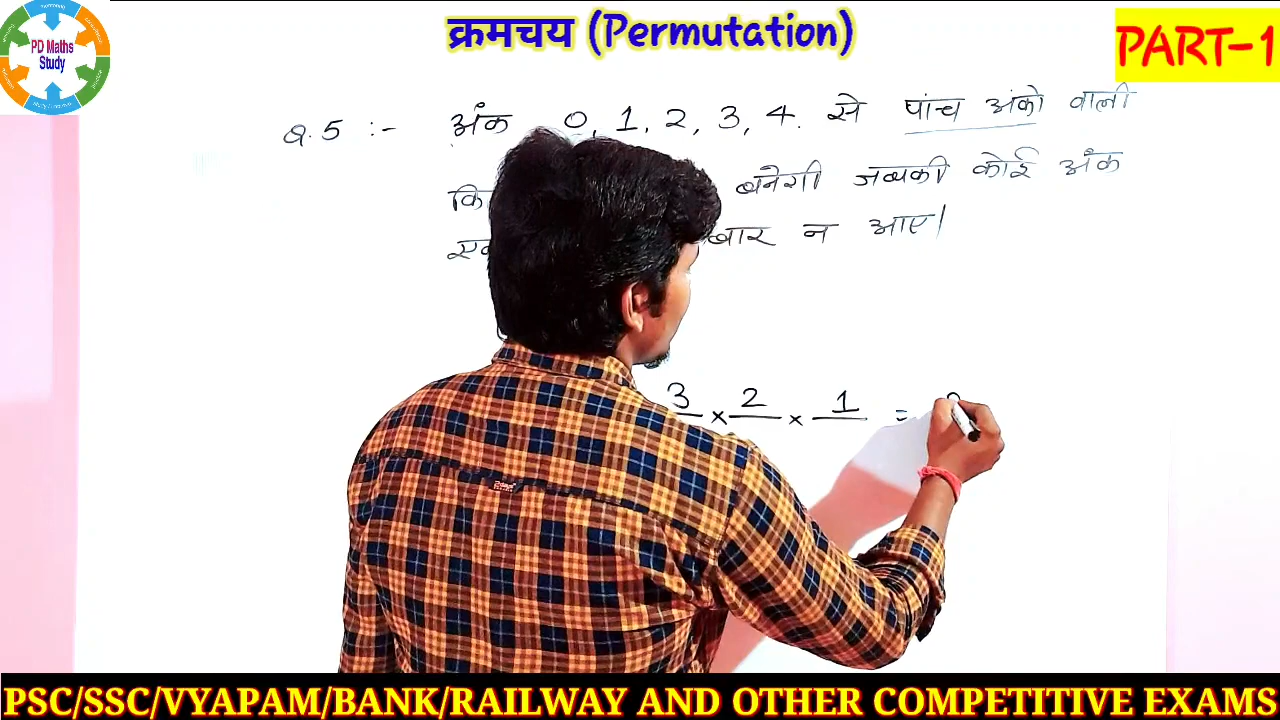 क्रमचय (Permutation)
PART-1
PD Maths
Study
Q. 5 :- अंक 0, 1, 2, 3, 4. से पांच अंको वाली
बनेगी जबकी कोई अंक
बार न आए।
3 × 2 × 1 =
PSC/SSC/VYAPAM/BANK/RAILWAY AND OTHER COMPETITIVE EXAMS